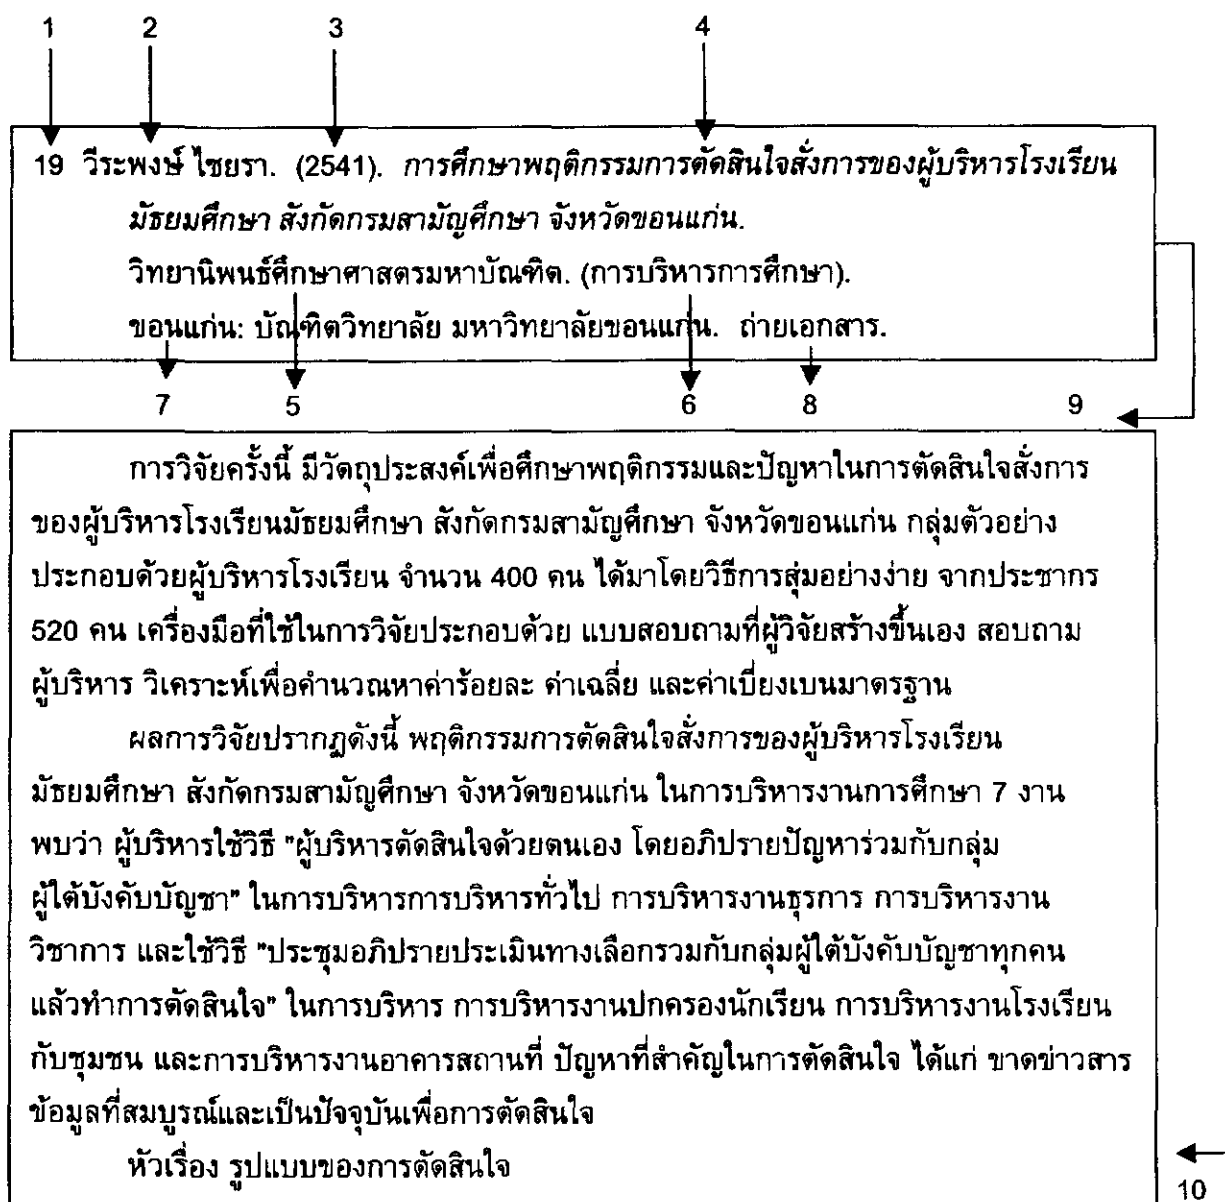 1 2 3 4
19 วีระพงษ์ ไชยรา. (2541). การศึกษาพฤติกรรมการตัดสินใจสั่งการของผู้บริหารโรงเรียน
มัธยมศึกษา สังกัดกรมสามัญศึกษา จังหวัดขอนแก่น.
วิทยานิพนธ์ศึกษาศาสตรมหาบัณฑิต. (การบริหารการศึกษา).
ขอนแก่น: บัณฑิตวิทยาลัย มหาวิทยาลัยขอนแก่น. ถ่ายเอกสาร.
7 5 6 8 9
การวิจัยครั้งนี้ มีวัตถุประสงค์เพื่อศึกษาพฤติกรรมและปัญหาในการตัดสินใจสั่งการ
ของผู้บริหารโรงเรียนมัธยมศึกษา สังกัดกรมสามัญศึกษา จังหวัดขอนแก่น กลุ่มตัวอย่าง
ประกอบด้วยผู้บริหารโรงเรียน จำนวน 400 คน ได้มาโดยวิธีการสุ่มอย่างง่าย จากประชากร
520 คน เครื่องมือที่ใช้ในการวิจัยประกอบด้วย แบบสอบถามที่ผู้วิจัยสร้างขึ้นเอง สอบถาม
ผู้บริหาร วิเคราะห์เพื่อคำนวณหาค่าร้อยละ ค่าเฉลี่ย และค่าเบี่ยงเบนมาตรฐาน
ผลการวิจัยปรากฏดังนี้ พฤติกรรมการตัดสินใจสั่งการของผู้บริหารโรงเรียน
มัธยมศึกษา สังกัดกรมสามัญศึกษา จังหวัดขอนแก่น ในการบริหารงานการศึกษา 7 งาน
พบว่า ผู้บริหารใช้วิธี "ผู้บริหารตัดสินใจด้วยตนเอง โดยอภิปรายปัญหาร่วมกับกลุ่ม
ผู้ใต้บังคับบัญชา" ในการบริหารการบริหารทั่วไป การบริหารงานธุรการ การบริหารงาน
วิชาการ และใช้วิธี "ประชุมอภิปรายประเมินทางเลือกรวมกับกลุ่มผู้ใต้บังคับบัญชาทุกคน
แล้วทำการตัดสินใจ" ในการบริหาร การบริหารงานปกครองนักเรียน การบริหารงานโรงเรียน
กับชุมชน และการบริหารงานอาคารสถานที่ ปัญหาที่สำคัญในการตัดสินใจ ได้แก่ ขาดข่าวสาร
ข้อมูลที่สมบูรณ์และเป็นปัจจุบันเพื่อการตัดสินใจ
หัวเรื่อง รูปแบบของการตัดสินใจ
10